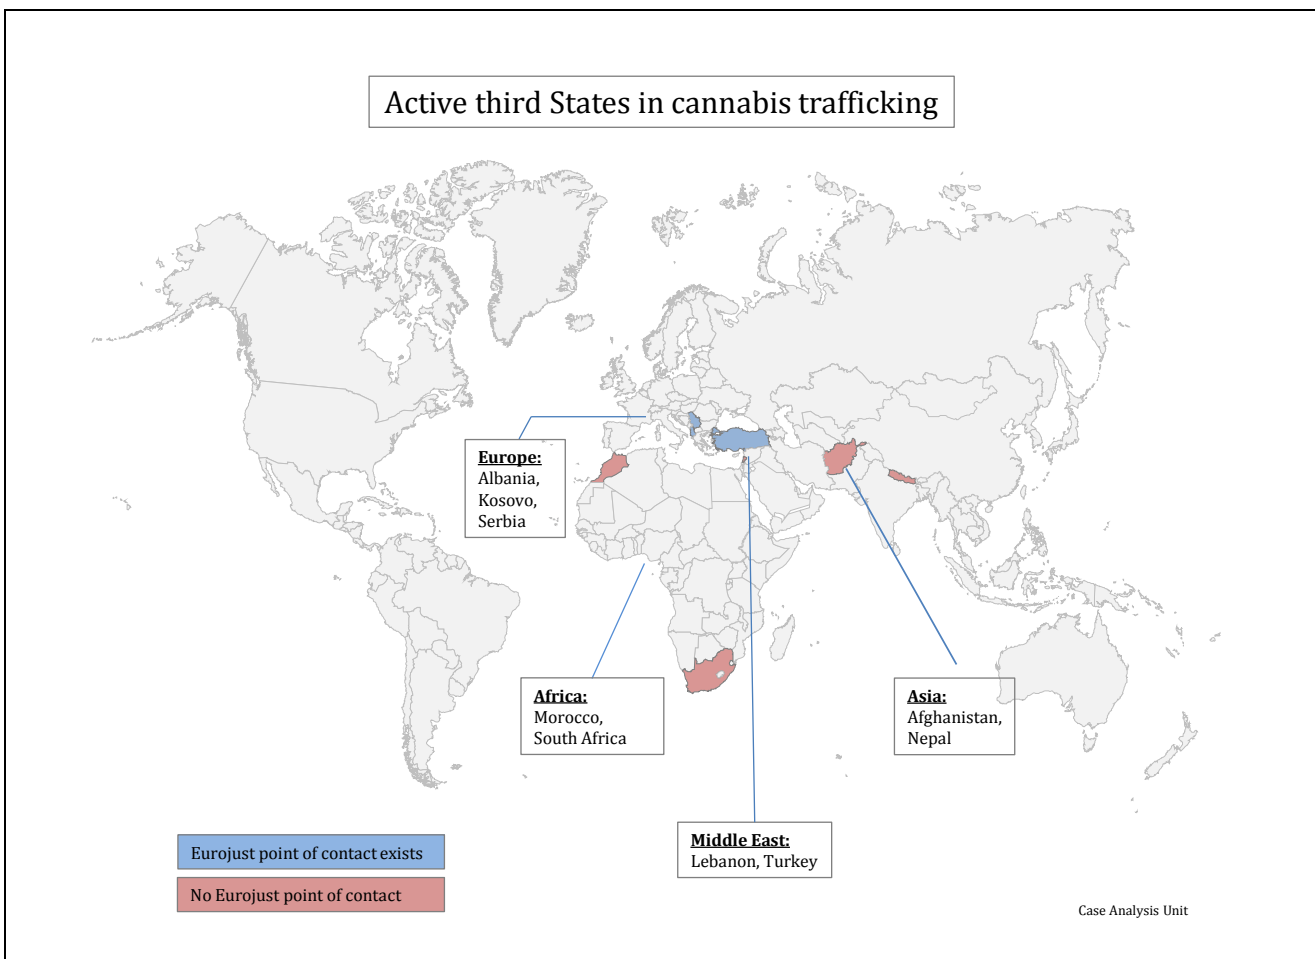 Active third States in cannabis trafficking
Europe:
Albania,
Kosovo,
Serbia
Africa:
Morocco,
South Africa
Asia:
Afghanistan,
Nepal
Middle East:
Lebanon, Turkey
Eurojust point of contact exists
No Eurojust point of contact
Case Analysis Unit